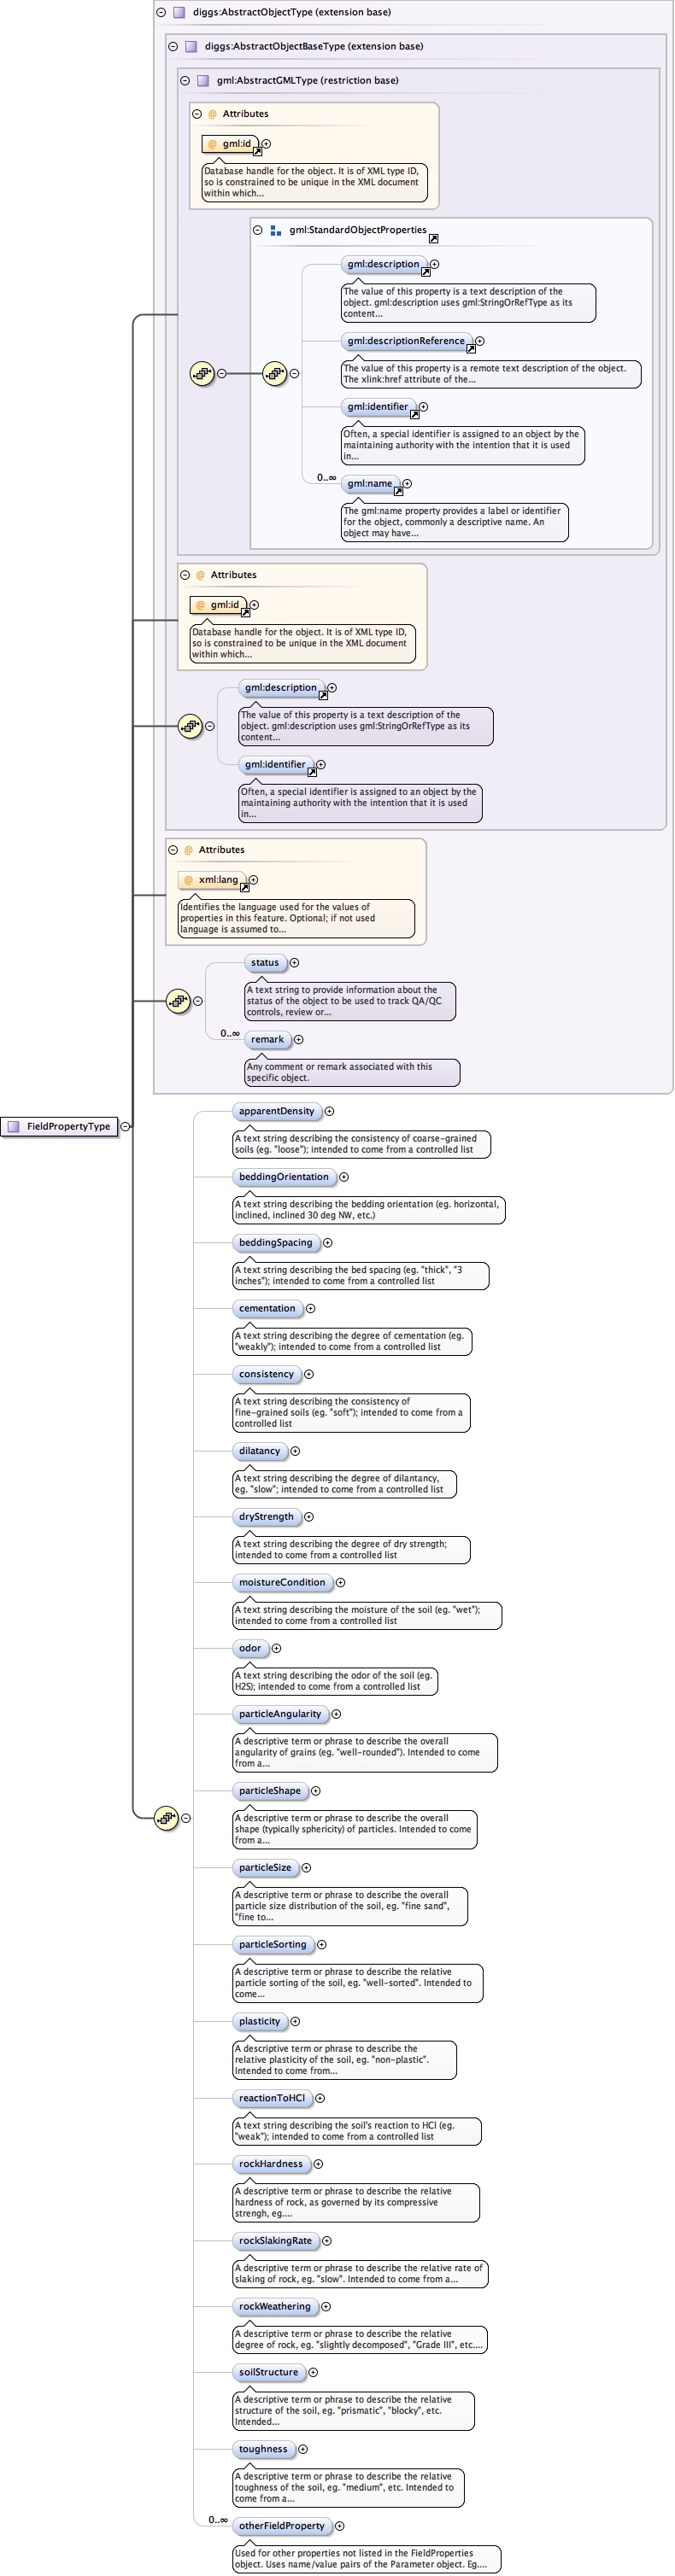 diggs:AbstractObjectType (extension base)
diggs:AbstractObjectBaseType (extension base)
gml:AbstractGMLType (restriction base)
@ Attributes
@ gml:id
Database handle for the object. It is of XML type ID,
so is constrained to be unique in the XML document
within which...
gml:StandardObjectProperties
gml:description
The value of this property is a text description of the
object. gml:description uses gml:StringOrRefType as its
content...
gml:descriptionReference
The value of this property is a remote text description of the object.
The xlink:href attribute of the...
gml:identifier
Often, a special identifier is assigned to an object by the
maintaining authority with the intention that it is used
in...
0..∞
gml:name
The gml:name property provides a label or identifier
for the object, commonly a descriptive name. An
object may have...
@ Attributes
@ gml:id
Database handle for the object. It is of XML type ID,
so is constrained to be unique in the XML document
within which...
gml:description
The value of this property is a text description of the
object. gml:description uses gml:StringOrRefType as its
content...
gml:identifier
Often, a special identifier is assigned to an object by the
maintaining authority with the intention that it is used
in...
@ Attributes
@ xml:lang
Identifies the language used for the values of
properties in this feature. Optional; if not used
language is assumed to...
status
A text string to provide information about the
status of the object to be used to track QA/QC
controls, review or...
0..∞
remark
Any comment or remark associated with this
specific object.
FieldPropertyType
apparentDensity
A text string describing the consistency of coarse-grained
soils (eg. "loose"); intended to come from a controlled list
beddingOrientation
A text string describing the bedding orientation (eg. horizontal,
inclined, inclined 30 deg NW, etc.)
beddingSpacing
A text string describing the bed spacing (eg. "thick", "3
inches"); intended to come from a controlled list
cementation
A text string describing the degree of cementation (eg.
"weakly"); intended to come from a controlled list
consistency
A text string describing the consistency of
fine-grained soils (eg. "soft"); intended to come from a
controlled list
dilatancy
A text string describing the degree of dilantancy,
eg. "slow"; intended to come from a controlled list
dryStrength
A text string describing the degree of dry strength;
intended to come from a controlled list
moistureCondition
A text string describing the moisture of the soil (eg. "wet");
intended to come from a controlled list
odor
A text string describing the odor of the soil (eg.
H2S); intended to come from a controlled list
particleAngularity
A descriptive term or phrase to describe the overall
angularity of grains (eg. "well-rounded"). Intended to come
from a...
particleShape
A descriptive term or phrase to describe the overall
shape (typically sphericity) of particles. Intended to come
from a...
particleSize
A descriptive term or phrase to describe the overall
particle size distribution of the soil, eg. "fine sand",
"fine to...
particleSorting
A descriptive term or phrase to describe the relative
particle sorting of the soil, eg. "well-sorted". Intended to
come...
plasticity
A descriptive term or phrase to describe the
relative plasticity of the soil, eg. "non-plastic".
Intended to come from...
reactionToHCl
A text string describing the soil's reaction to HCl (eg.
"weak"); intended to come from a controlled list
rockHardness
A descriptive term or phrase to describe the relative
hardness of rock, as governed by its compressive
strengh, eg....
rockSlakingRate
A descriptive term or phrase to describe the relative rate of
slaking of rock, eg. "slow". Intended to come from a...
rockWeathering
A descriptive term or phrase to describe the relative
degree of rock, eg. "slightly decomposed", "Grade III", etc....
soilStructure
A descriptive term or phrase to describe the relative
structure of the soil, eg. "prismatic", "blocky", etc.
Intended...
toughness
A descriptive term or phrase to describe the relative
toughness of the soil, eg. "medium", etc. Intended to
come from a...
0..∞
otherFieldProperty
Used for other properties not listed in the FieldProperties
object. Uses name/value pairs of the Parameter object. Eg....